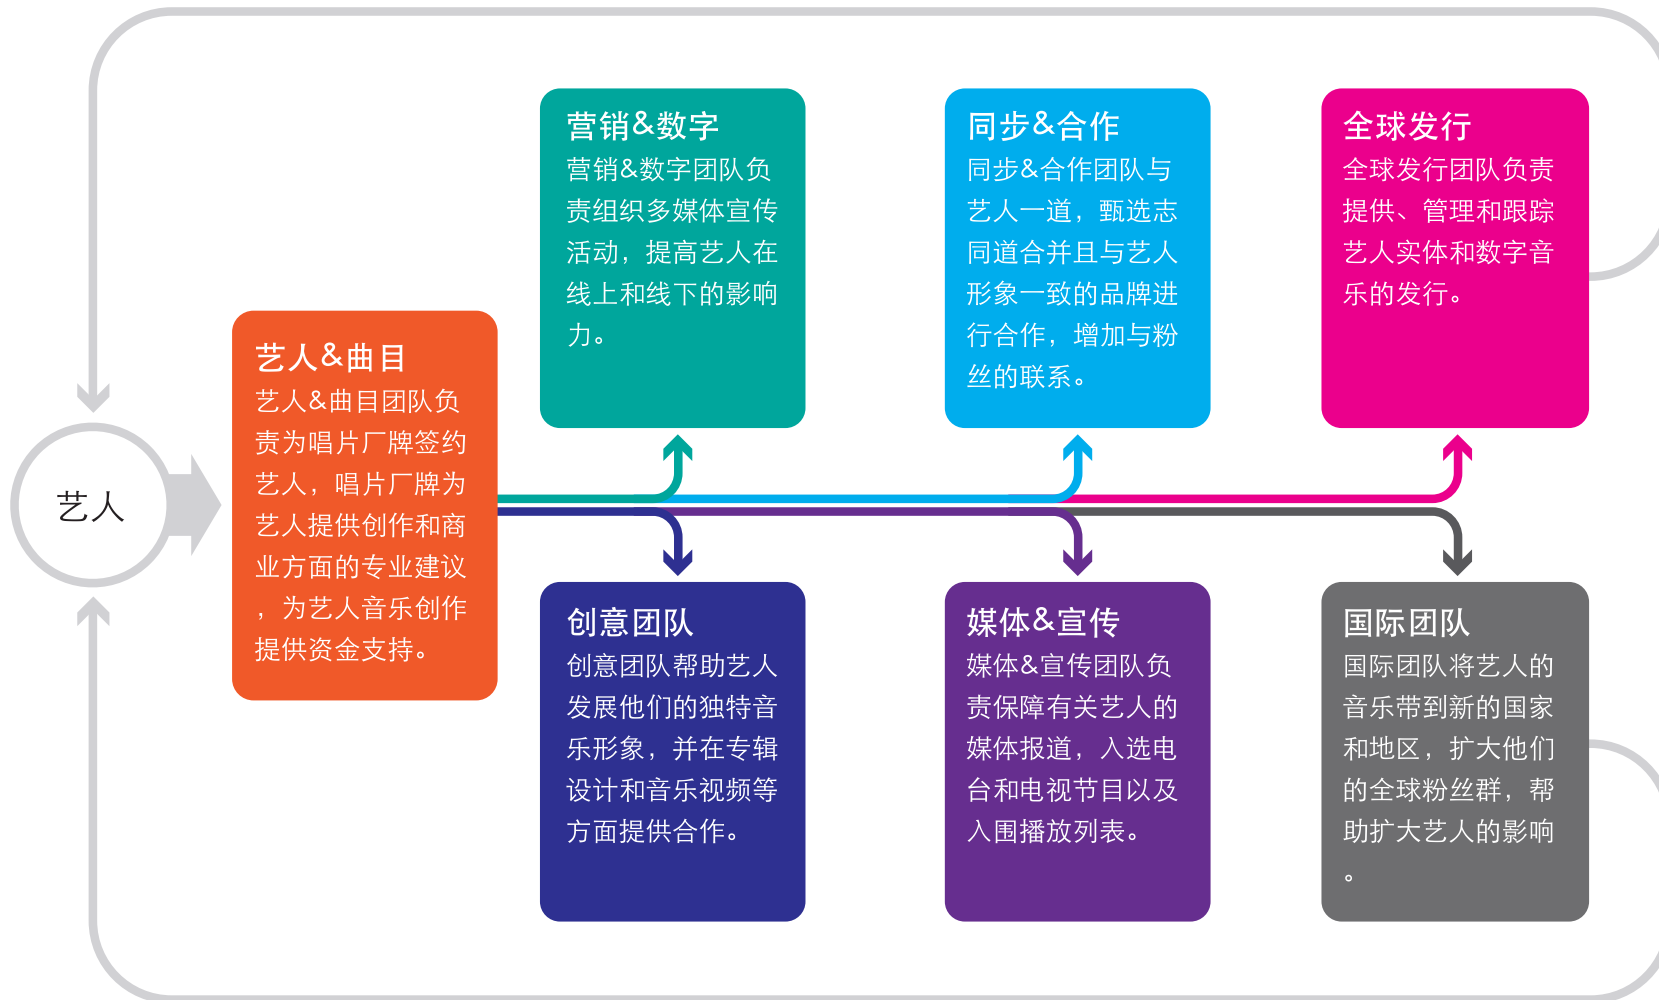 艺人
艺人&曲目
艺人&曲目团队负
责为唱片厂牌签约
艺人，唱片厂牌为
艺人提供创作和商
业方面的专业建议
，为艺人音乐创作
提供资金支持。
营销&数字
营销&数字团队负
责组织多媒体宣传
活动，提高艺人在
线上和线下的影响
力。
同步&合作
同步&合作团队与
艺人一道，甄选志
同道合并且与艺人
形象一致的品牌进
行合作，增加与粉
丝的联系。
全球发行
全球发行团队负责
提供、管理和跟踪
艺人实体和数字音
乐的发行。
创意团队
创意团队帮助艺人
发展他们的独特音
乐形象，并在专辑
设计和音乐视频等
方面提供合作。
媒体&宣传
媒体&宣传团队负
责保障有关艺人的
媒体报道，入选电
台和电视节目以及
入围播放列表。
国际团队
国际团队将艺人的
音乐带到新的国家
和地区，扩大他们
的全球粉丝群，帮
助扩大艺人的影响
。